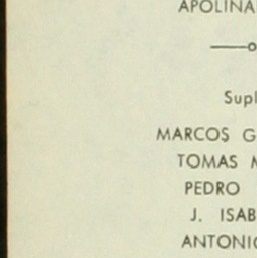 APOLINA
Supl
MARCOS G
TOMAS M
PEDRO
J. ISAB
ANTONIO